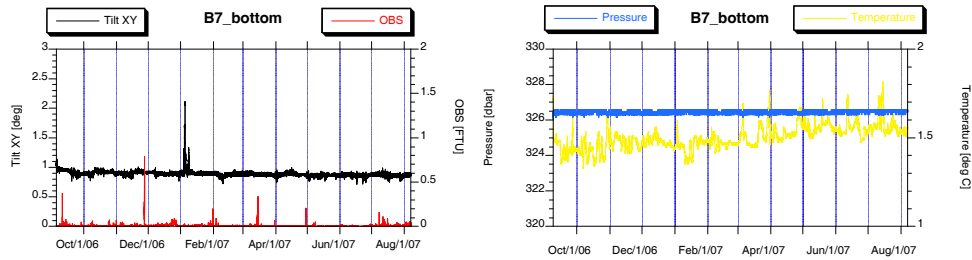 Tilt XY
B7_bottom
OBS
3
2.5
2
1.5
1
0.5
0
Tilt XY [deg]
2
1.5
1
0.5
0
OBS [FTU]
Oct/1/06 Dec/1/06 Feb/1/07 Apr/1/07 Jun/1/07 Aug/1/07
Pressure
B7_bottom
Temperature
330
328
326
324
322
320
Pressure [dbar]
2
1.5
1
Temperature [deg C]
Oct/1/06 Dec/1/06 Feb/1/07 Apr/1/07 Jun/1/07 Aug/1/07